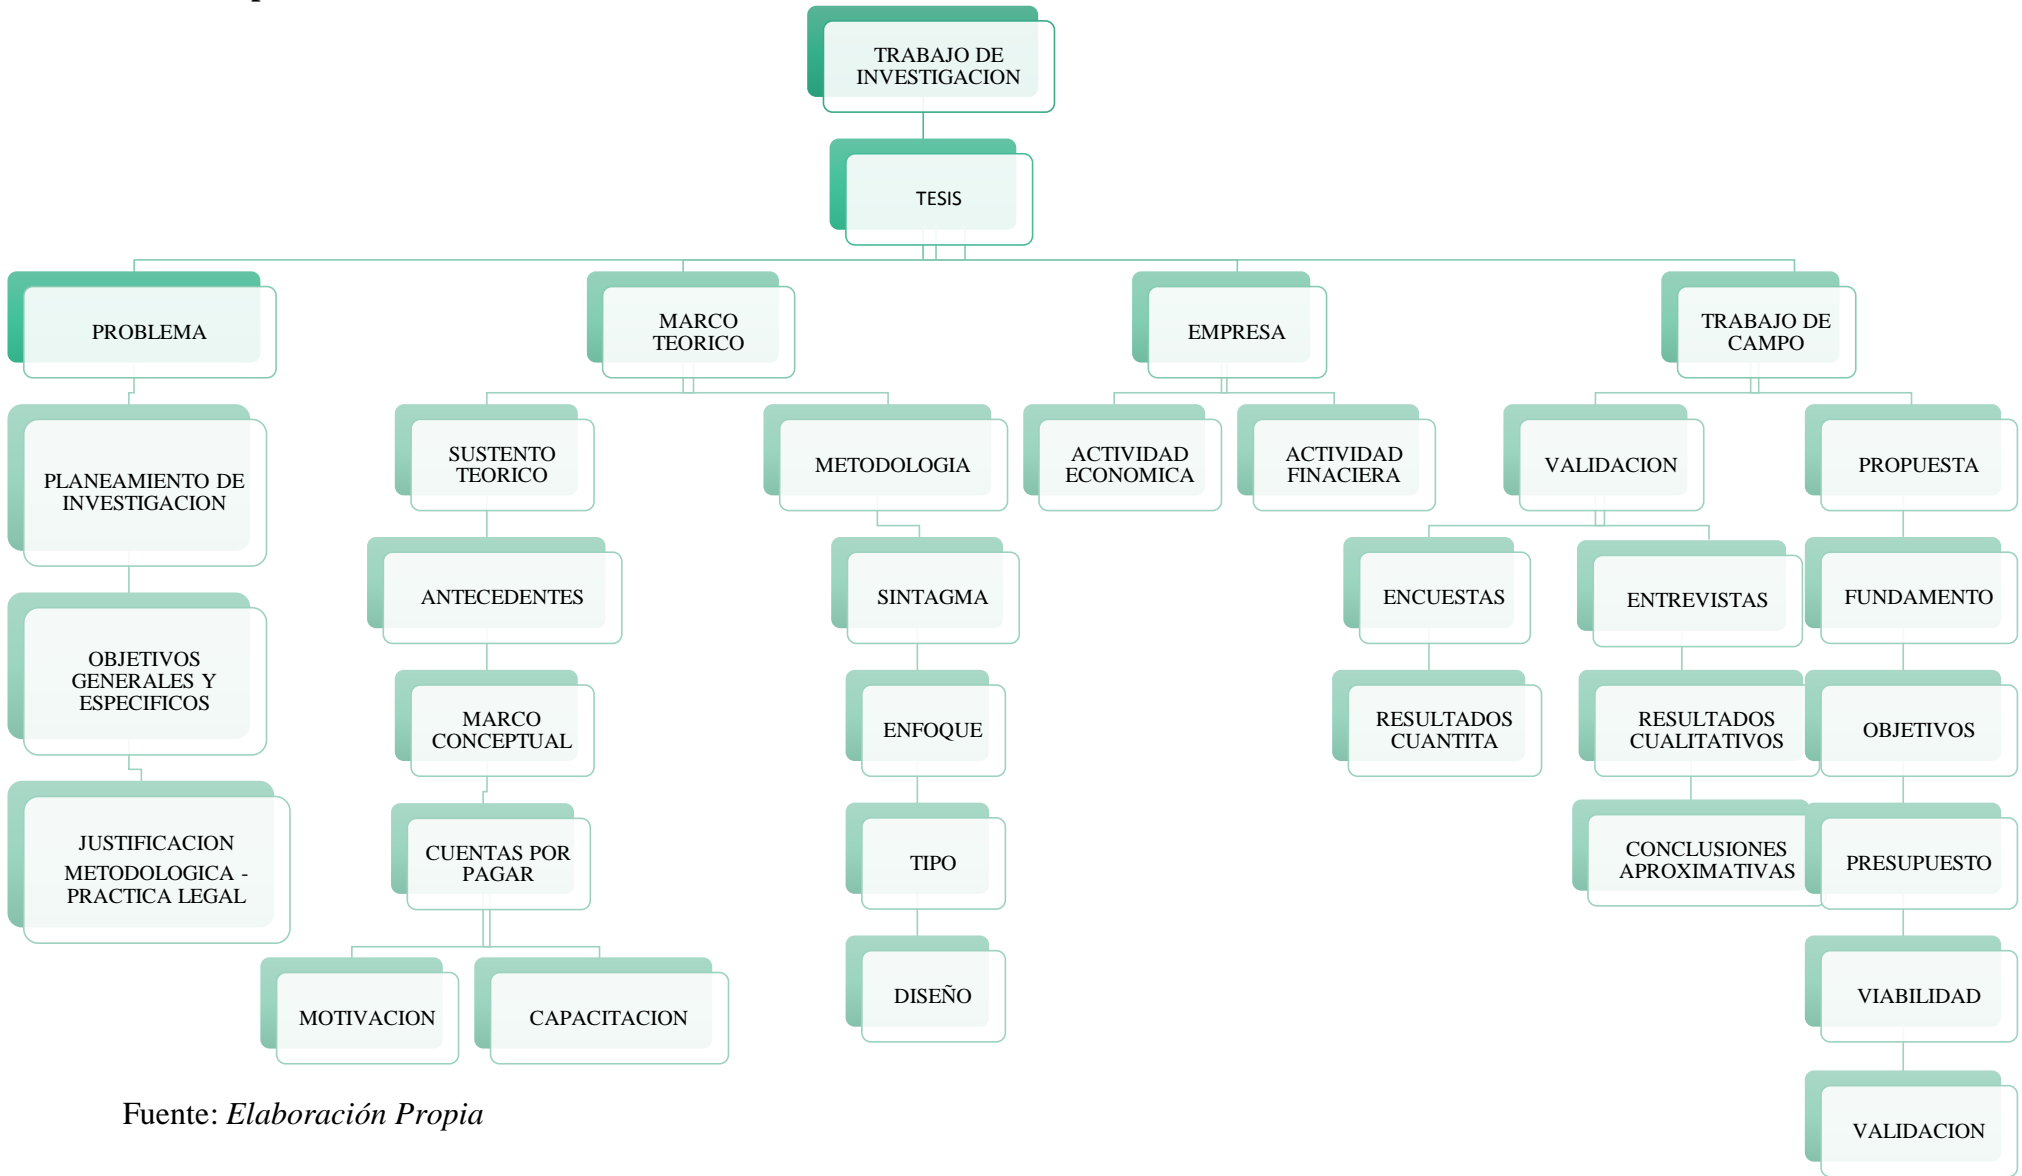 TRABAJO DE
INVESTIGACION
TESIS
PROBLEMA
MARCO
TEORICO
EMPRESA
TRABAJO DE
CAMPO
PLANEAMIENTO DE
INVESTIGACION
SUSTENTO
TEORICO
METODOLOGIA
ACTIVIDAD
ECONOMICA
ACTIVIDAD
FINACIERA
VALIDACION
PROPUESTA
OBJETIVOS
GENERALES Y
ESPECIFICOS
ANTECEDENTES
SINTAGMA
ENCUESTAS
ENTREVISTAS
FUNDAMENTO
MARCO
CONCEPTUAL
ENFOQUE
RESULTADOS
CUANTITA
RESULTADOS
CUALITATIVOS
OBJETIVOS
JUSTIFICACION
METODOLOGICA -
PRACTICA LEGAL
CUENTAS POR
PAGAR
TIPO
CONCLUSIONES
APROXIMATIVAS
PRESUPUESTO
MOTIVACION
CAPACITACION
DISEÑO
VIABILIDAD
VALIDACION
Fuente: Elaboración Propia